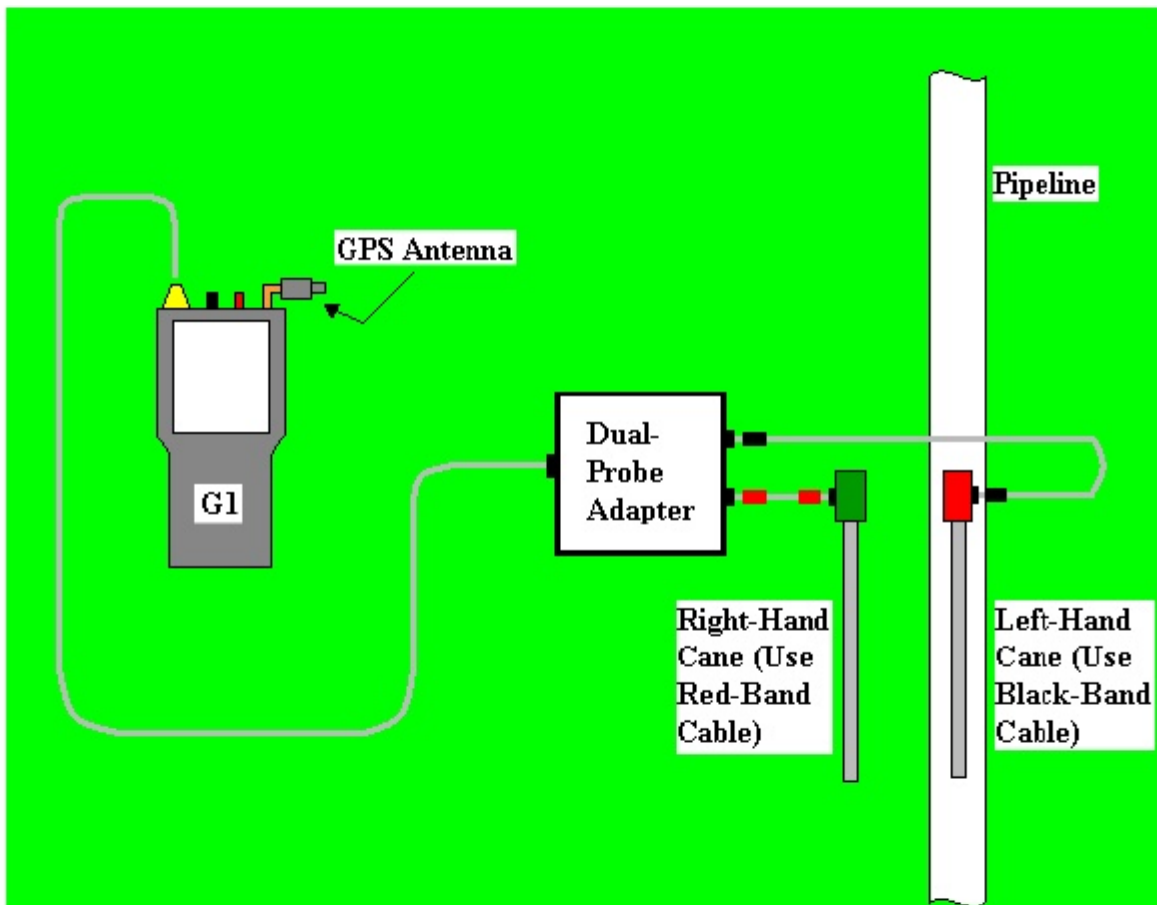 Pipeline
GPS Antenna
G1
Dual-
Probe
Adapter
Right-Hand
Cane (Use
Red-Band
Cable)
Left-Hand
Cane (Use
Black-Band
Cable)